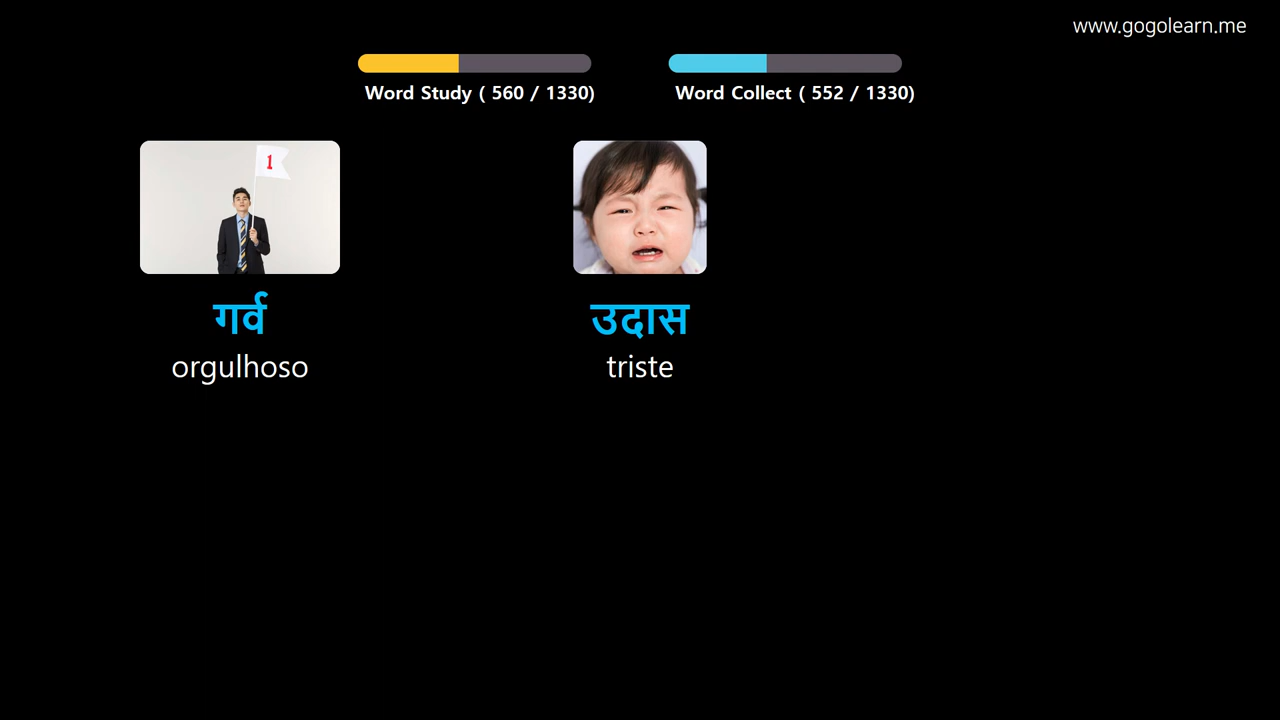 www.gogolearn.me
Word Study ( 560 / 1330)
Word Collect ( 552 / 1330)
1
गर्व
उदास
orgulhoso
triste